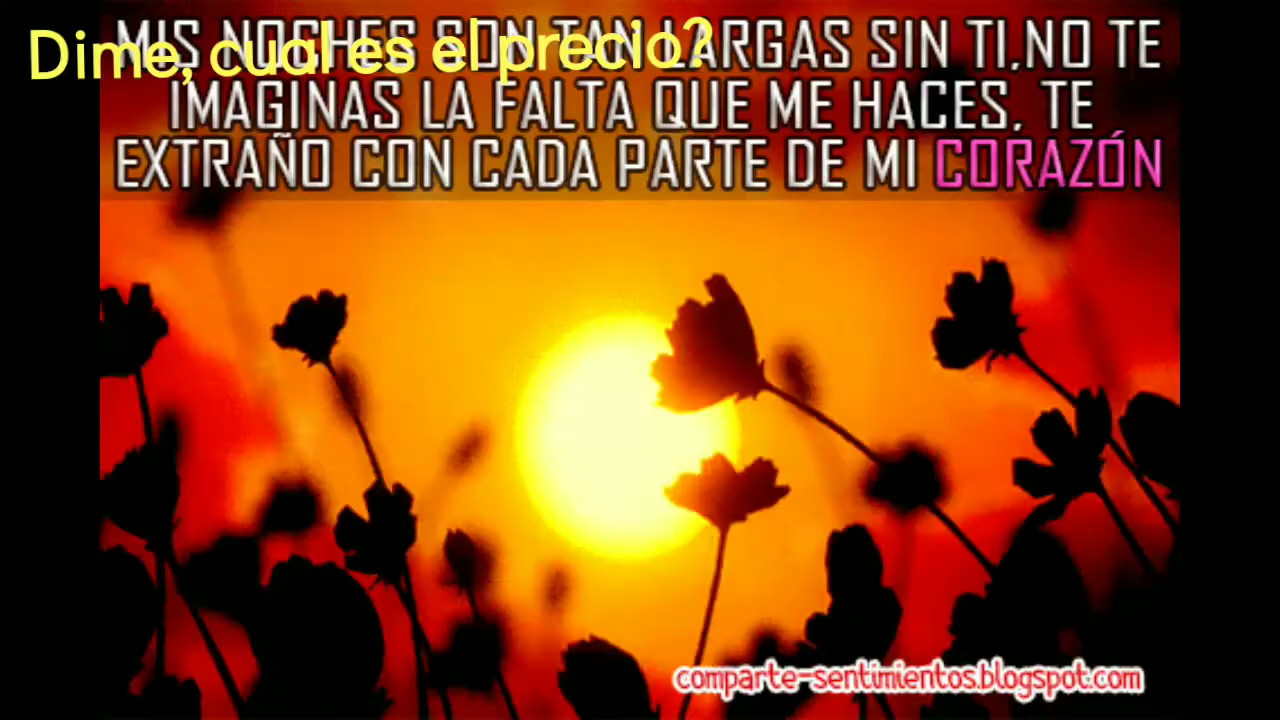 Dime, cual es el precio?
MIS NOCHES SON TAN LARGAS SIN TI,NO TE
IMAGINAS LA FALTA QUE ME HACES, TE
EXTRAÑO CON CADA PARTE DE MI CORAZÓN
comparte-sentimientos.blogspot.com